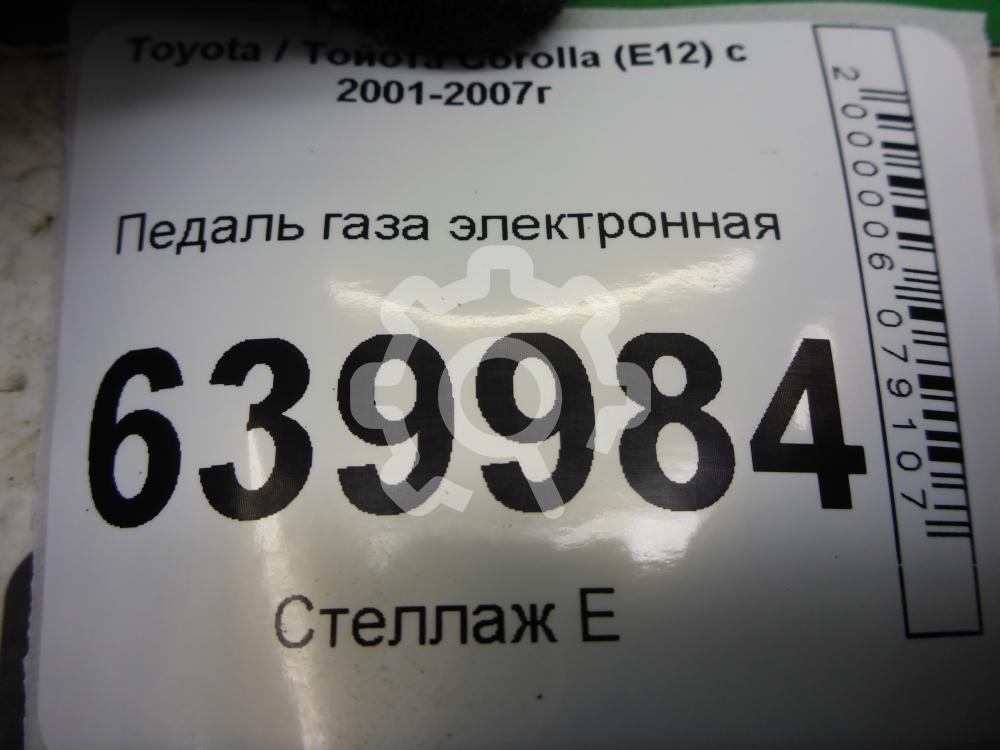 Toyota / Тойота Corolla (E12) с
2001-2007г
Педаль газа электронная
639984
Стеллаж Е
2000006079107